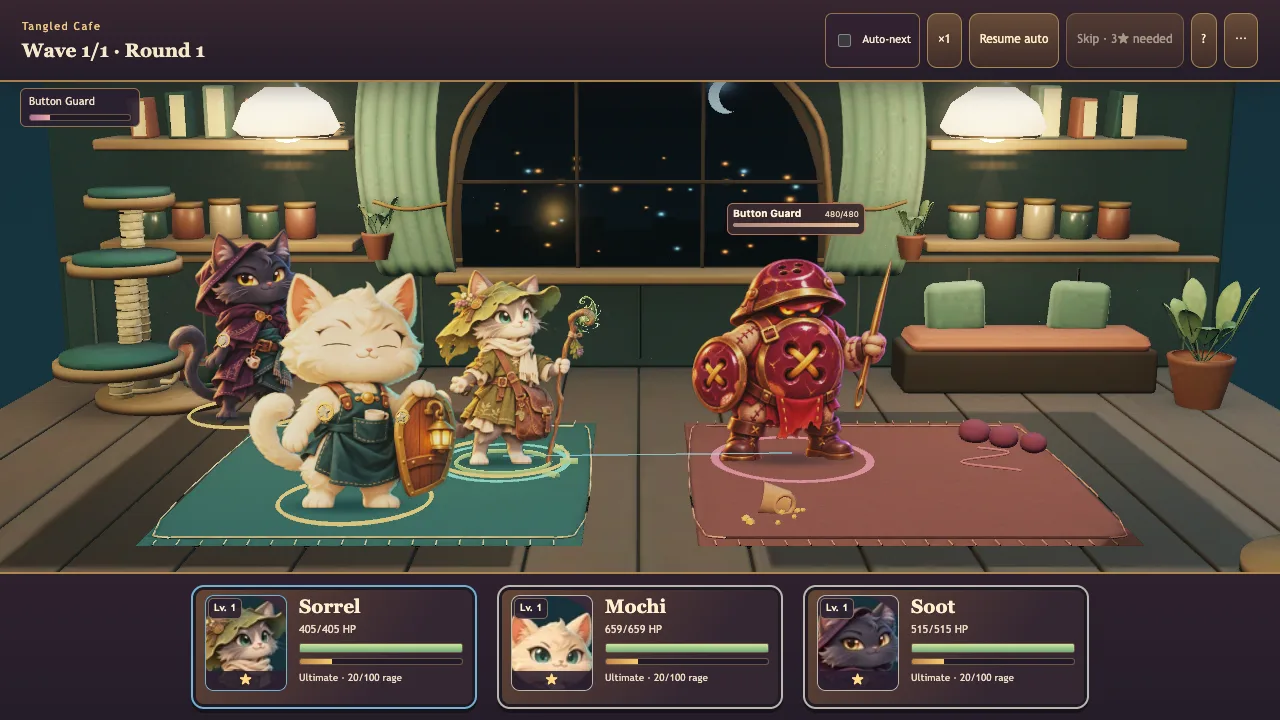 Tangled Cafe
Wave 1/1 · Round 1
Auto-next
×1
Resume auto
Skip · 3★ needed
?
···
Button Guard
Button Guard 480/480
Lv. 1
Sorrel
405/405 HP
Ultimate · 20/100 rage
Lv. 1
Mochi
659/659 HP
Ultimate · 20/100 rage
Lv. 1
Soot
515/515 HP
Ultimate · 20/100 rage